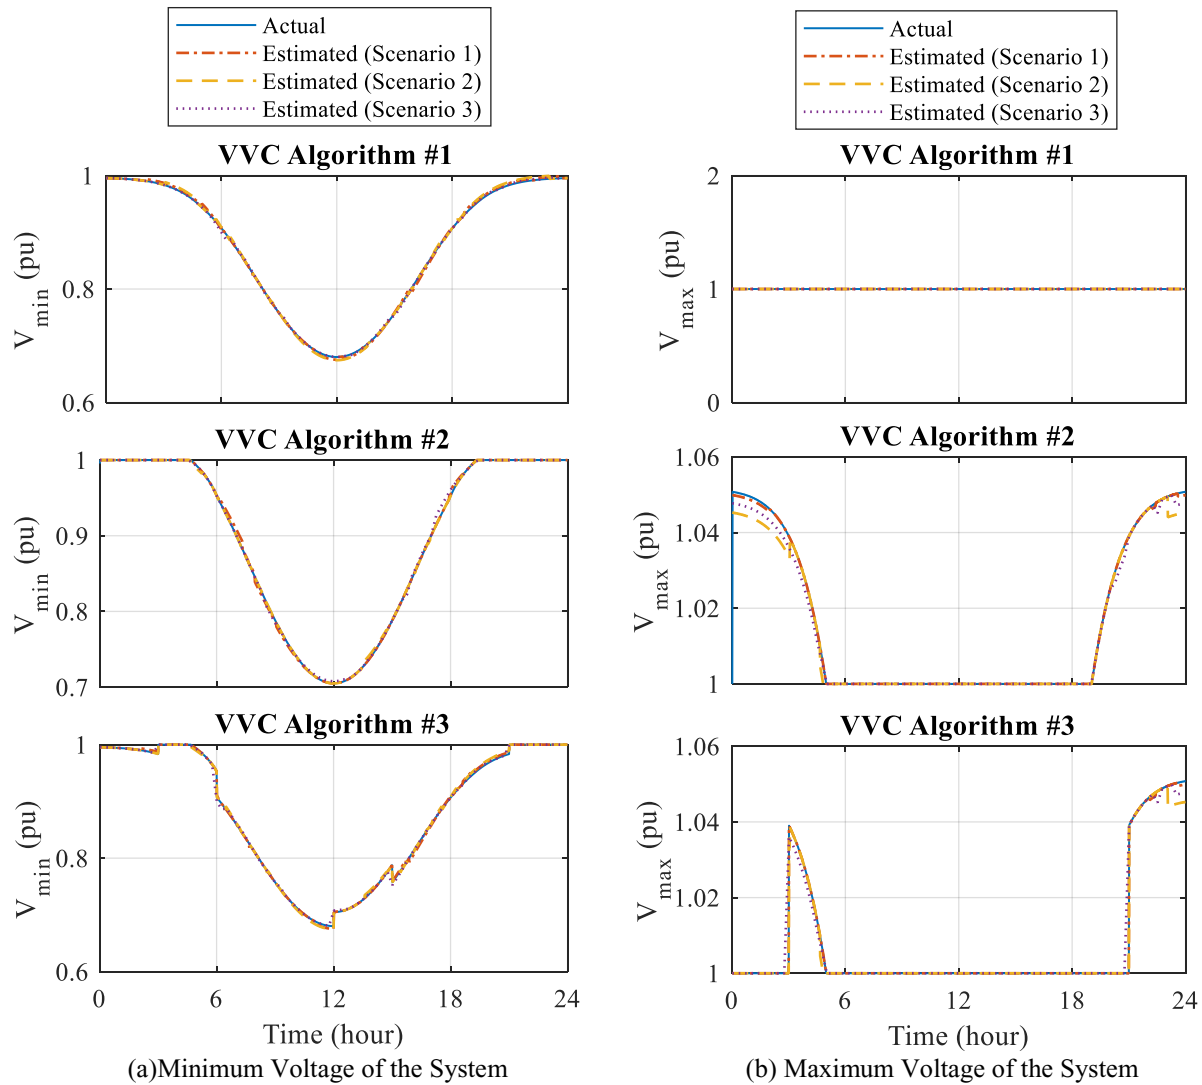 Actual
Estimated (Scenario 1)
Estimated (Scenario 2)
Estimated (Scenario 3)
VVC Algorithm #1
1
0.8
0.6
V min (pu)
VVC Algorithm #2
1
0.9
0.8
0.7
V min (pu)
VVC Algorithm #3
1
0.8
0.6
V min (pu)
0 6 12 18 24
Time (hour)
(a)Minimum Voltage of the System
Actual
Estimated (Scenario 1)
Estimated (Scenario 2)
Estimated (Scenario 3)
VVC Algorithm #1
2
1
0
V max (pu)
VVC Algorithm #2
1.06
1.04
1.02
1
V max (pu)
VVC Algorithm #3
1.06
1.04
1.02
1
V max (pu)
0 6 12 18 24
Time (hour)
(b) Maximum Voltage of the System